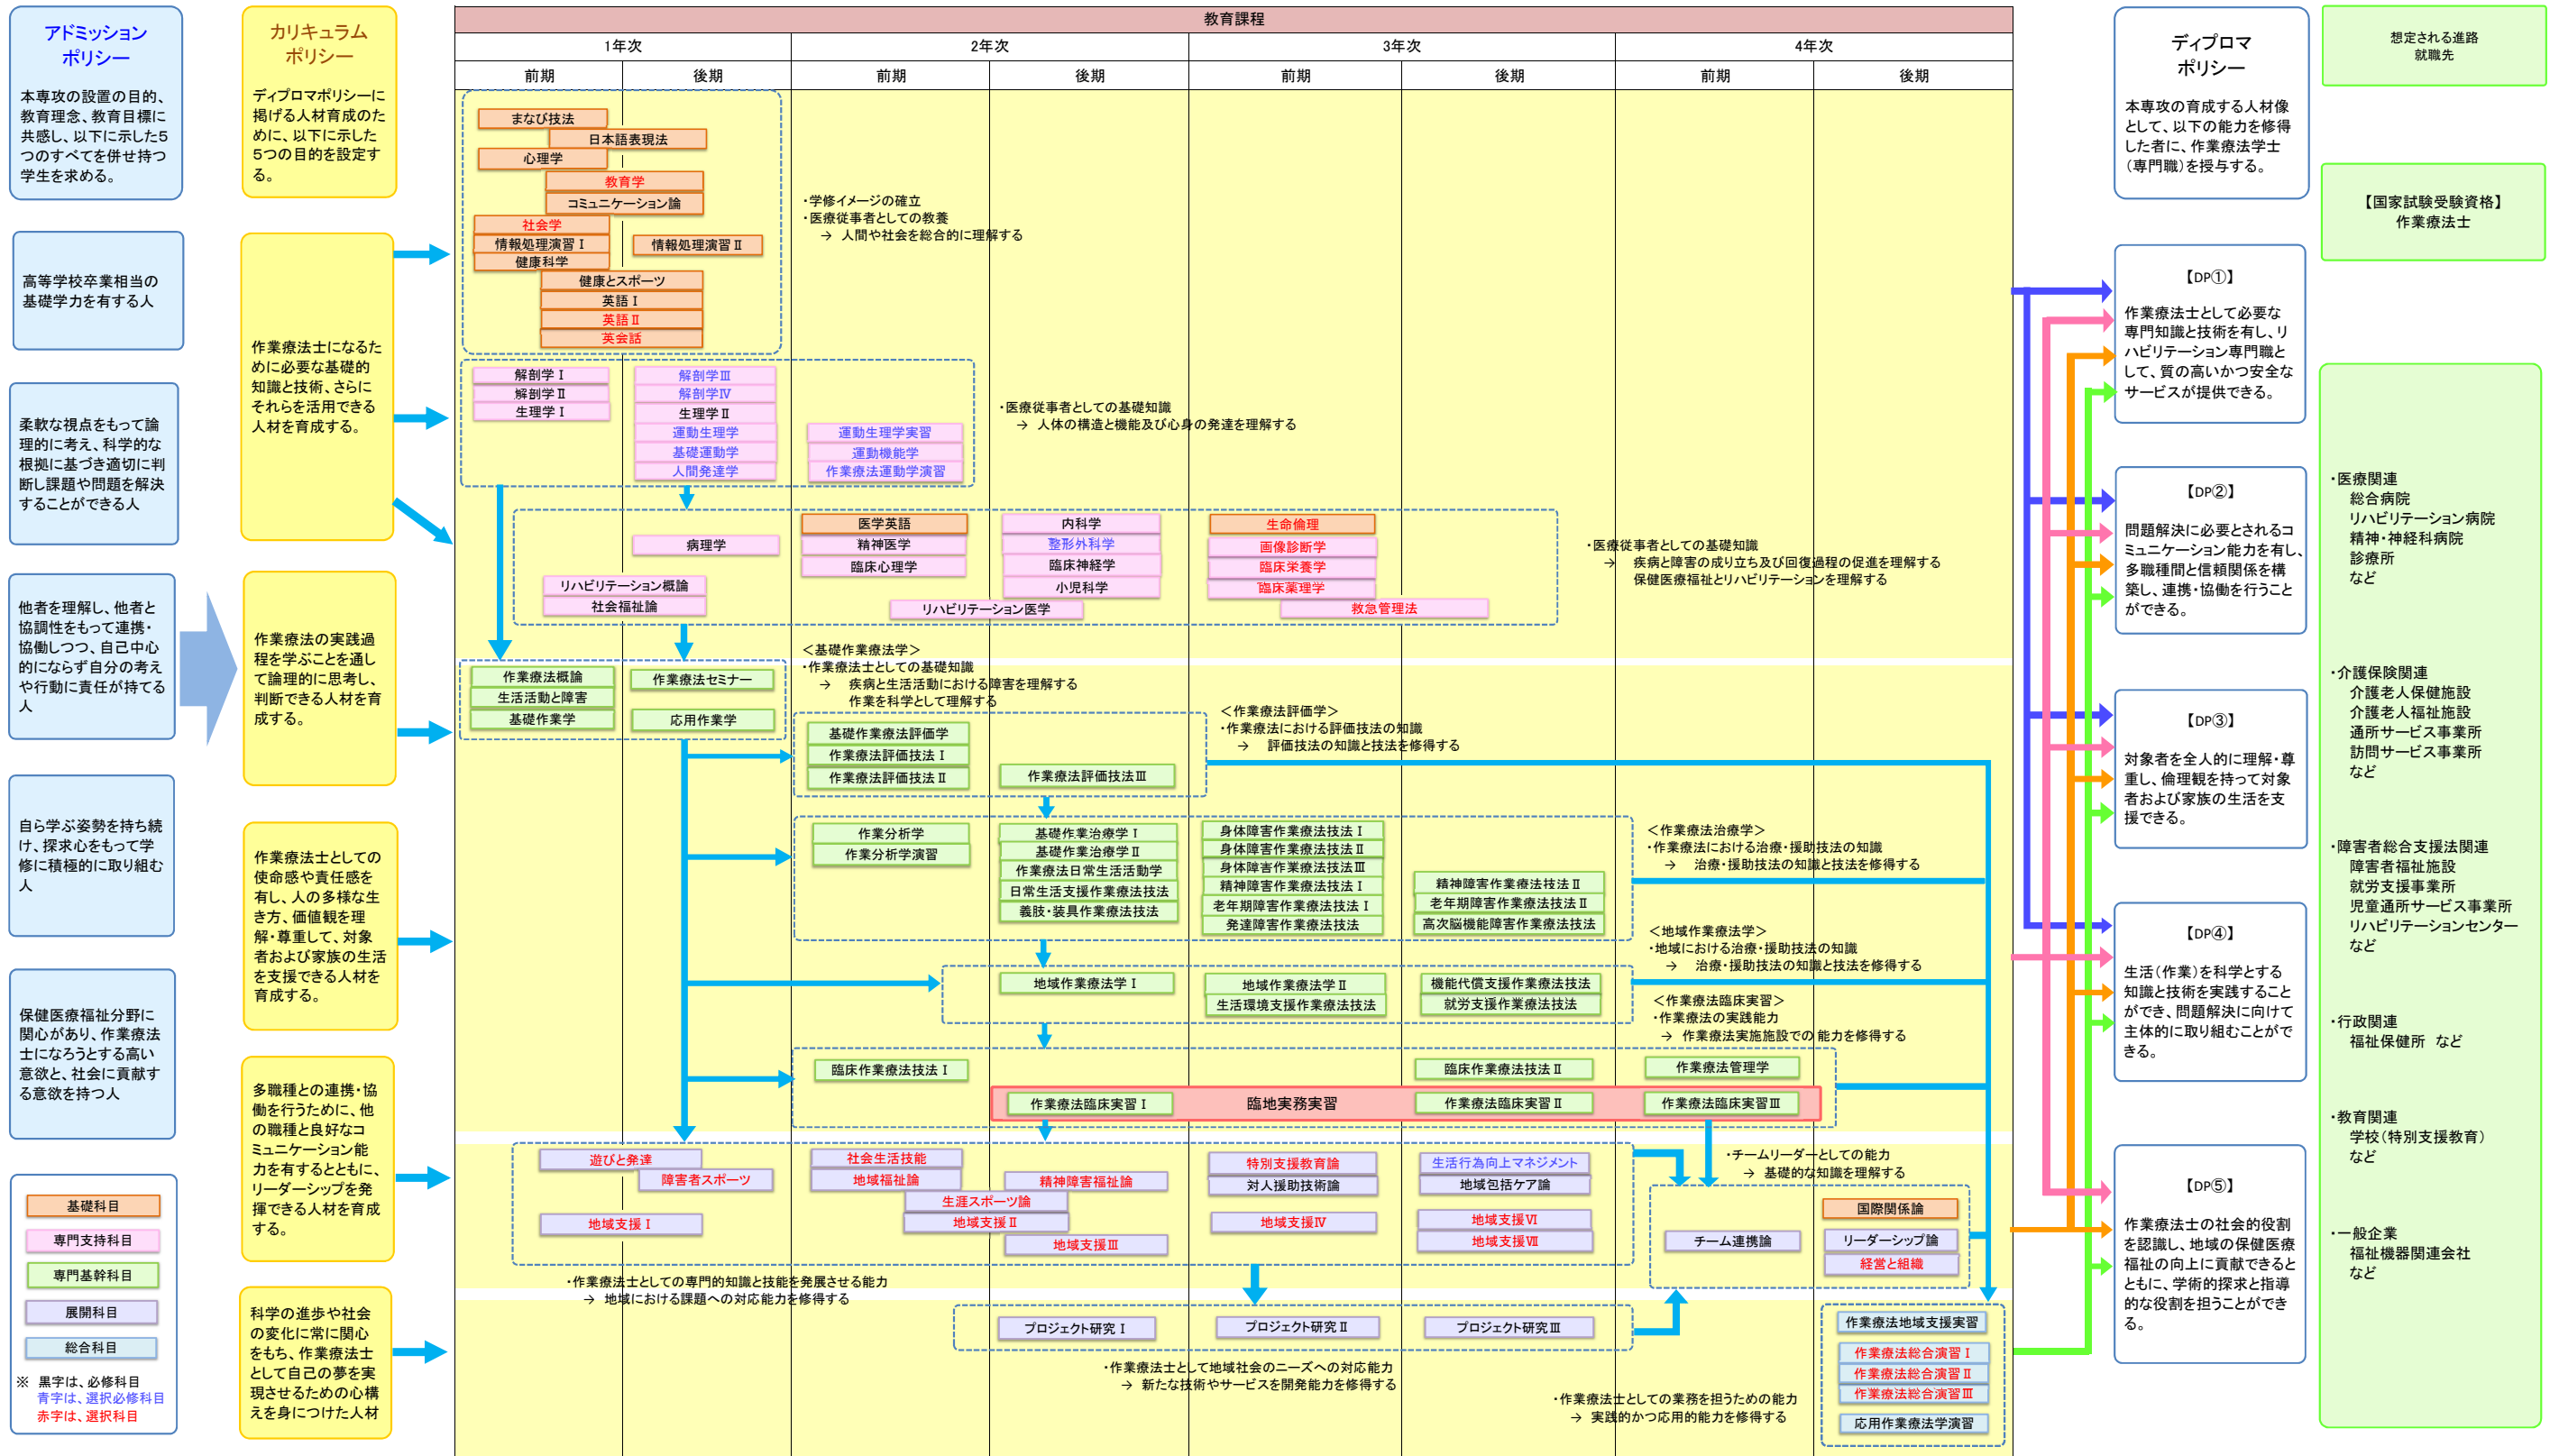 アドミッション
ポリシー
本専攻の設置の目的、
教育理念、教育目標に
共感し、以下に示した5
つのすべてを併せ持つ
学生を求める。
高等学校卒業相当の
基礎学力を有する人
柔軟な視点をもって論
理的に考え、科学的な
根拠に基づき適切に判
断し課題や問題を解決
することができる人
他者を理解し、他者と
協調性をもって連携・
協働しつつ、自己中心
的にならず自分の考え
や行動に責任が持てる
人
自ら学ぶ姿勢を持ち続
け、探求心をもって学
修に積極的に取り組む
人
保健医療福祉分野に
関心があり、作業療法
士になろうとする高い
意欲と、社会に貢献す
る意欲を持つ人
基礎科目
専門支持科目
専門基幹科目
展開科目
総合科目
※ 黒字は、必修科目
青字は、選択必修科目
赤字は、選択科目
カリキュラム
ポリシー
ディプロマポリシーに
掲げる人材育成のた
めに、以下に示した
5つの目的を設定す
る。
作業療法士になるた
めに必要な基礎的
知識と技術、さらに
それらを活用できる
人材を育成する。
作業療法の実践過
程を学ぶことを通し
て論理的に思考し、
判断できる人材を育
成する。
作業療法士としての
使命感や責任感を
有し、人の多様な生
き方、価値観を理
解・尊重して、対象
者および家族の生活
を支援できる人材を
育成する。
多職種との連携・協
働を行うために、他
の職種と良好なコ
ミュニケーション能
力を有するとともに、
リーダーシップを発
揮できる人材を育成
する。
科学の進歩や社会
の変化に常に関心
をもち、作業療法士
として自己の夢を実
現させるための心構
えを身につけた人材
教育課程
1年次 2年次 3年次 4年次
前期 後期 前期 後期 前期 後期 前期 後期
まなび技法
日本語表現法
心理学
教育学
コミュニケーション論
社会学
情報処理演習Ⅰ 情報処理演習Ⅱ
健康科学
健康とスポーツ
英語Ⅰ
英語Ⅱ
英会話
・学修イメージの確立
・医療従事者としての教養
→ 人間や社会を総合的に理解する
解剖学Ⅰ 解剖学Ⅲ
解剖学Ⅱ 解剖学Ⅳ
生理学Ⅰ 生理学Ⅱ
運動生理学 運動生理学実習
基礎運動学 運動機能学
人間発達学 作業療法運動学演習
・医療従事者としての基礎知識
→ 人体の構造と機能及び心身の発達を理解する
医学英語 内科学 生命倫理
病理学 精神医学 整形外科学 画像診断学
臨床心理学 臨床神経学 臨床栄養学
リハビリテーション概論 小児科学 臨床薬理学
社会福祉論 リハビリテーション医学 救急管理法
・医療従事者としての基礎知識
→ 疾病と障害の成り立ち及び回復過程の促進を理解する
保健医療福祉とリハビリテーションを理解する
作業療法概論 作業療法セミナー
生活活動と障害
基礎作業学 応用作業学
＜基礎作業療法学＞
・作業療法士としての基礎知識
→ 疾病と生活活動における障害を理解する
作業を科学として理解する
基礎作業療法評価学
作業療法評価技法Ⅰ
作業療法評価技法Ⅱ 作業療法評価技法Ⅲ
＜作業療法評価学＞
・作業療法における評価技法の知識
→ 評価技法の知識と技法を修得する
作業分析学 基礎作業治療学Ⅰ 身体障害作業療法技法Ⅰ
作業分析学演習 基礎作業治療学Ⅱ 身体障害作業療法技法Ⅱ
作業療法日常生活活動学 身体障害作業療法技法Ⅲ
日常生活支援作業療法技法 精神障害作業療法技法Ⅰ 精神障害作業療法技法Ⅱ
義肢・装具作業療法技法 老年期障害作業療法技法Ⅰ 老年期障害作業療法技法Ⅱ
発達障害作業療法技法 高次脳機能障害作業療法技法
＜作業療法治療学＞
・作業療法における治療・援助技法の知識
→ 治療・援助技法の知識と技法を修得する
＜地域作業療法学＞
・地域における治療・援助技法の知識
→ 治療・援助技法の知識と技法を修得する
地域作業療法学Ⅰ 地域作業療法学Ⅱ 機能代償支援作業療法技法
生活環境支援作業療法技法 就労支援作業療法技法
＜作業療法臨床実習＞
・作業療法の実践能力
→ 作業療法実施施設での能力を修得する
臨床作業療法技法Ⅰ 臨床作業療法技法Ⅱ 作業療法管理学
作業療法臨床実習Ⅰ 臨地実務実習 作業療法臨床実習Ⅱ 作業療法臨床実習Ⅲ
遊びと発達 社会生活技能 特別支援教育論 生活行為向上マネジメント
障害者スポーツ 地域福祉論 精神障害福祉論 対人援助技術論 地域包括ケア論
生涯スポーツ論
地域支援Ⅰ 地域支援Ⅱ 地域支援Ⅳ 地域支援Ⅵ
地域支援Ⅲ 地域支援Ⅶ
・チームリーダーとしての能力
→ 基礎的な知識を理解する
国際関係論
チーム連携論 リーダーシップ論
経営と組織
・作業療法士としての専門的知識と技能を発展させる能力
→ 地域における課題への対応能力を修得する
プロジェクト研究Ⅰ プロジェクト研究Ⅱ プロジェクト研究Ⅲ
・作業療法士として地域社会のニーズへの対応能力
→ 新たな技術やサービスを開発能力を修得する
・作業療法士としての業務を担うための能力
→ 実践的かつ応用的能力を修得する
作業療法地域支援実習
作業療法総合演習Ⅰ
作業療法総合演習Ⅱ
作業療法総合演習Ⅲ
応用作業療法学演習
ディプロマ
ポリシー
本専攻の育成する人材像
として、以下の能力を修得
した者に、作業療法学士
（専門職）を授与する。
【DP①】
作業療法士として必要な
専門知識と技術を有し、リ
ハビリテーション専門職と
して、質の高いかつ安全な
サービスが提供できる。
【DP②】
問題解決に必要とされるコ
ミュニケーション能力を有し、
多職種間と信頼関係を構
築し、連携・協働を行うこと
ができる。
【DP③】
対象者を全人的に理解・尊
重し、倫理観を持って対象
者および家族の生活を支
援できる。
【DP④】
生活（作業）を科学とする
知識と技術を実践すること
ができ、問題解決に向けて
主体的に取り組むことがで
きる。
【DP⑤】
作業療法士の社会的役割
を認識し、地域の保健医療
福祉の向上に貢献できると
ともに、学術的探求と指導
的な役割を担うことができ
る。
想定される進路
就職先
【国家試験受験資格】
作業療法士
・医療関連
総合病院
リハビリテーション病院
精神・神経科病院
診療所
など
・介護保険関連
介護老人保健施設
介護老人福祉施設
通所サービス事業所
訪問サービス事業所
など
・障害者総合支援法関連
障害者福祉施設
就労支援事業所
児童通所サービス事業所
リハビリテーションセンター
など
・行政関連
福祉保健所 など
・教育関連
学校（特別支援教育）
など
・一般企業
福祉機器関連会社
など